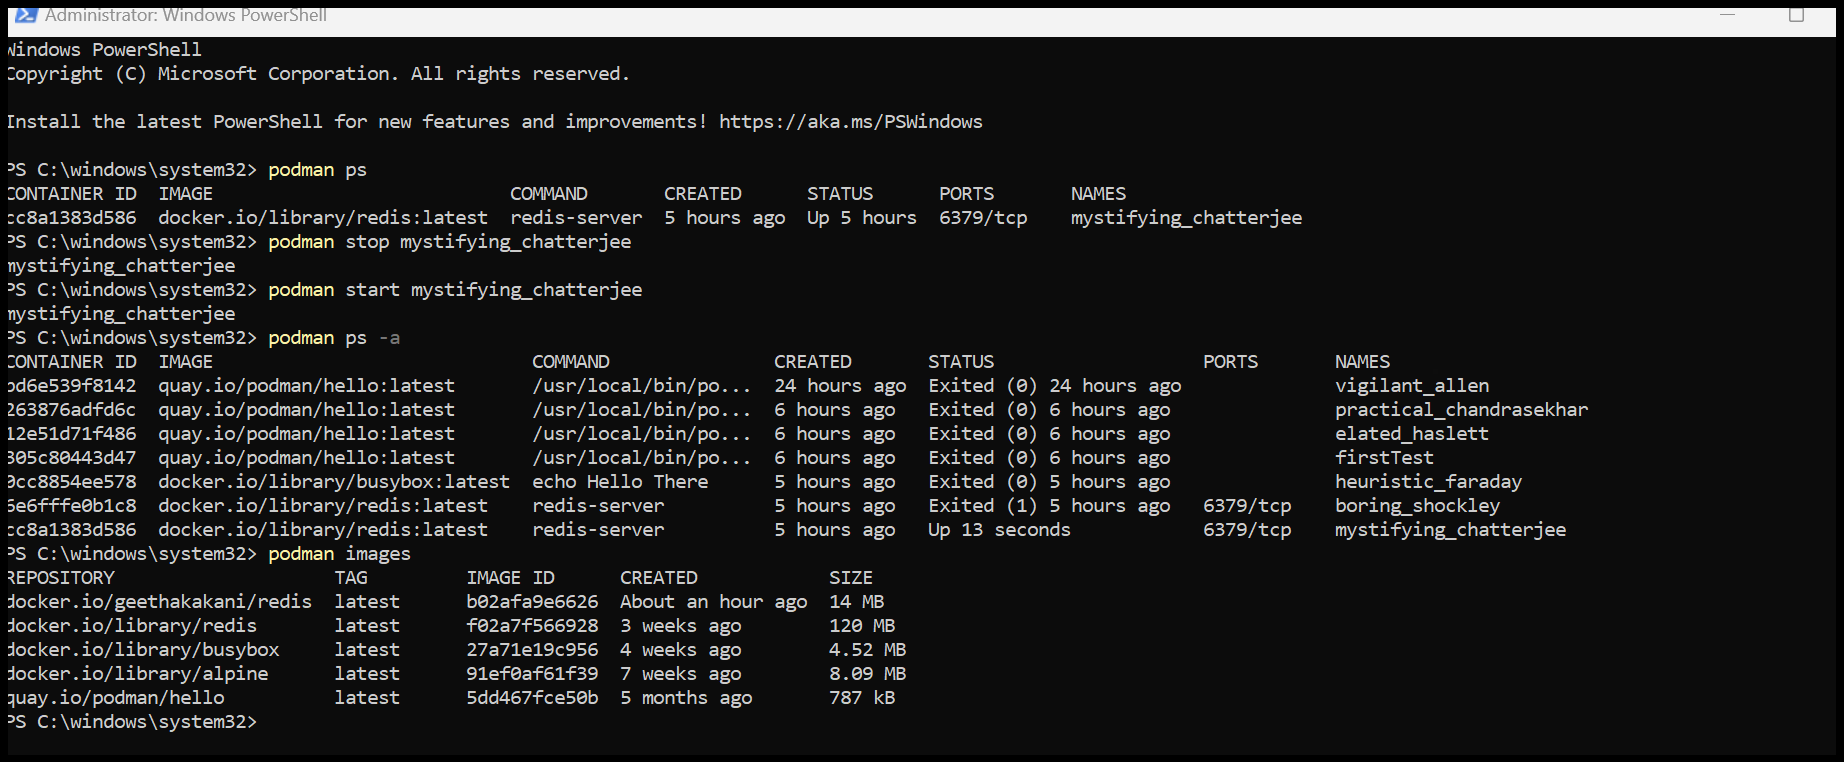 Administrator: Windows PowerShell
Windows PowerShell
Copyright (C) Microsoft Corporation. All rights reserved.
Install the latest PowerShell for new features and improvements! https://aka.ms/PSWindows
PS C:\windows\system32> podman ps
CONTAINER ID  IMAGE                           COMMAND       CREATED      STATUS      PORTS       NAMES
cc8a1383d586  docker.io/library/redis:latest  redis-server  5 hours ago  Up 5 hours  6379/tcp    mystifying_chatterjee
PS C:\windows\system32> podman stop mystifying_chatterjee
mystifying_chatterjee
PS C:\windows\system32> podman start mystifying_chatterjee
mystifying_chatterjee
PS C:\windows\system32> podman ps -a
CONTAINER ID  IMAGE                             COMMAND               CREATED       STATUS                   PORTS       NAMES
bd6e539f8142  quay.io/podman/hello:latest       /usr/local/bin/po...  24 hours ago  Exited (0) 24 hours ago              vigilant_allen
263876adfd6c  quay.io/podman/hello:latest       /usr/local/bin/po...  6 hours ago   Exited (0) 6 hours ago               practical_chandrasekhar
12e51d71f486  quay.io/podman/hello:latest       /usr/local/bin/po...  6 hours ago   Exited (0) 6 hours ago               elated_haslett
305c80443d47  quay.io/podman/hello:latest       /usr/local/bin/po...  6 hours ago   Exited (0) 6 hours ago               firstTest
0cc8854ee578  docker.io/library/busybox:latest  echo Hello There      5 hours ago   Exited (0) 5 hours ago               heuristic_faraday
6e6fffe0b1c8  docker.io/library/redis:latest    redis-server          5 hours ago   Exited (1) 5 hours ago   6379/tcp    boring_shockley
cc8a1383d586  docker.io/library/redis:latest    redis-server          5 hours ago   Up 13 seconds            6379/tcp    mystifying_chatterjee
PS C:\windows\system32> podman images
REPOSITORY                    TAG         IMAGE ID      CREATED            SIZE
docker.io/geethakakani/redis  latest      b02afa9e6626  About an hour ago  14 MB
docker.io/library/redis       latest      f02a7f566928  3 weeks ago        120 MB
docker.io/library/busybox     latest      27a71e19c956  4 weeks ago        4.52 MB
docker.io/library/alpine      latest      91ef0af61f39  7 weeks ago        8.09 MB
quay.io/podman/hello          latest      5dd467fce50b  5 months ago       787 kB
PS C:\windows\system32>